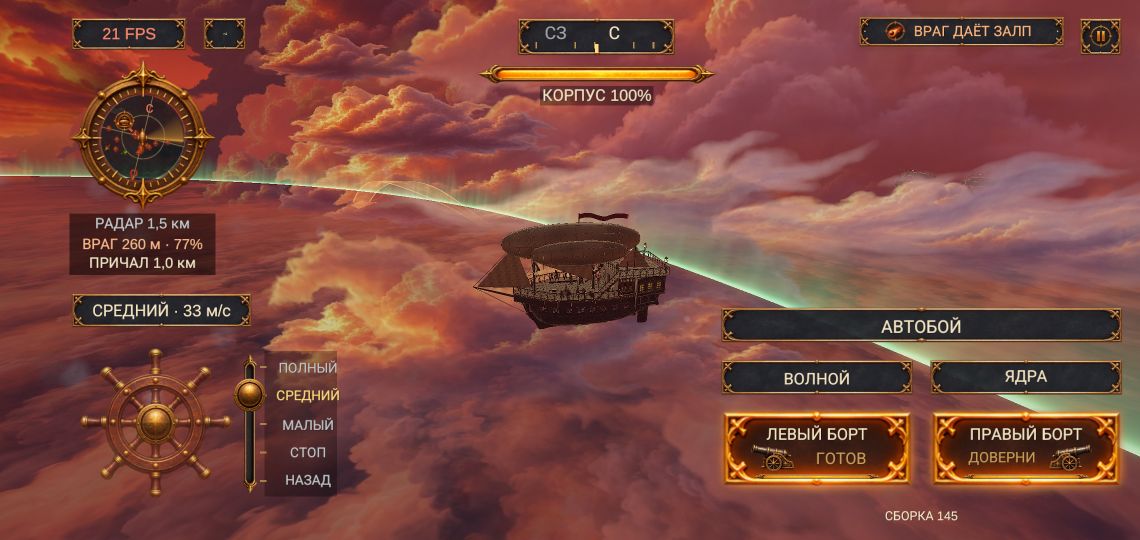 21 FPS
СЗ С
ВРАГ ДАЁТ ЗАЛП
КОРПУС 100%
С
РАДАР 1,5 км
ВРАГ 260 м · 77%
ПРИЧАЛ 1,0 км
СРЕДНИЙ · 33 м/с
ПОЛНЫЙ
СРЕДНИЙ
МАЛЫЙ
СТОП
НАЗАД
АВТОБОЙ
ВОЛНОЙ
ЯДРА
ЛЕВЫЙ БОРТ
ГОТОВ
ПРАВЫЙ БОРТ
ДОВЕРНИ
СБОРКА 145